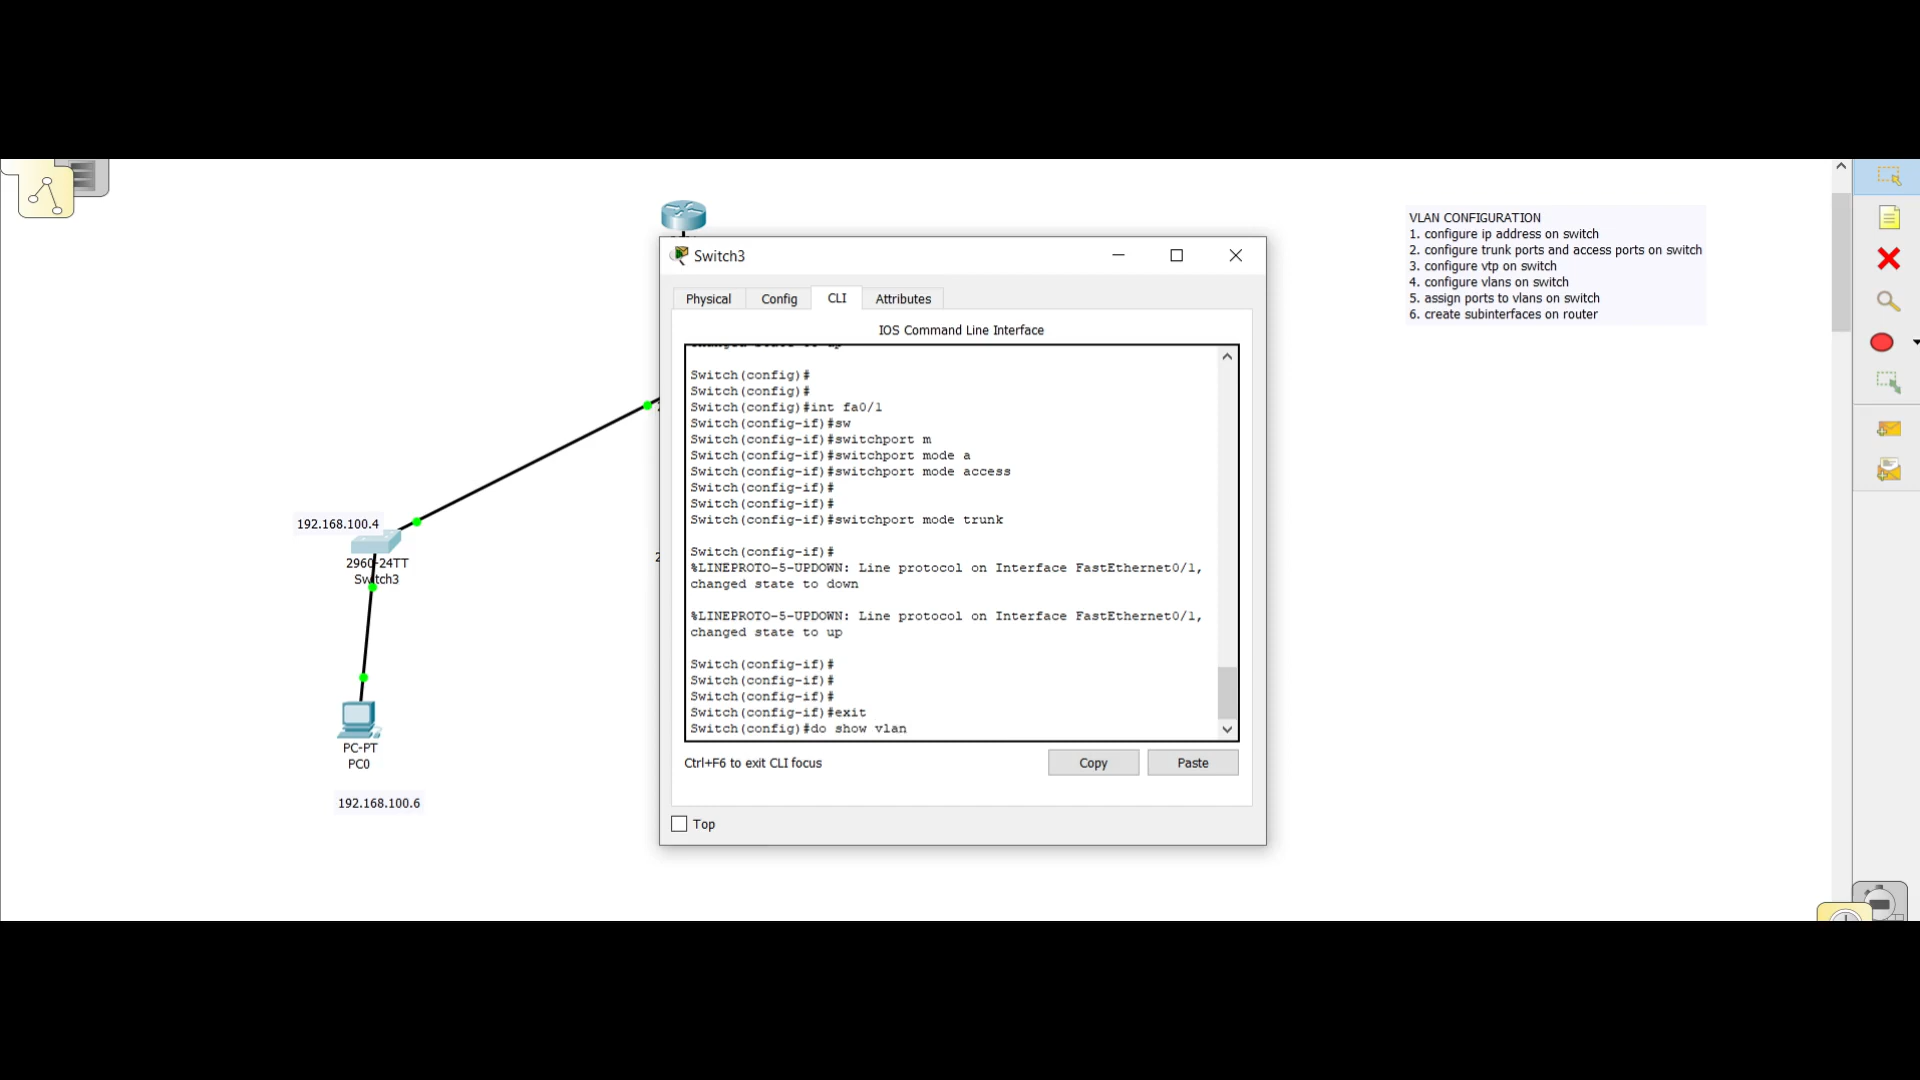 VLAN CONFIGURATION
1. configure ip address on switch
2. configure trunk ports and access ports on switch
3. configure vtp on switch
4. configure vlans on switch
5. assign ports to vlans on switch
6. create subinterfaces on router
Switch3
Physical
Config
CLI
Attributes
IOS Command Line Interface
changed state to up
Switch(config)#
Switch(config)#
Switch(config)#int fa0/1
Switch(config-if)#sw
Switch(config-if)#switchport m
Switch(config-if)#switchport mode a
Switch(config-if)#switchport mode access
Switch(config-if)#
Switch(config-if)#
Switch(config-if)#switchport mode trunk
Switch(config-if)#
%LINEPROTO-5-UPDOWN: Line protocol on Interface FastEthernet0/1,
changed state to down
%LINEPROTO-5-UPDOWN: Line protocol on Interface FastEthernet0/1,
changed state to up
Switch(config-if)#
Switch(config-if)#
Switch(config-if)#
Switch(config-if)#exit
Switch(config)#do show vlan
Ctrl+F6 to exit CLI focus
Copy
Paste
Top
192.168.100.4
2960-24TT
Switch3
PC-PT
PC0
192.168.100.6